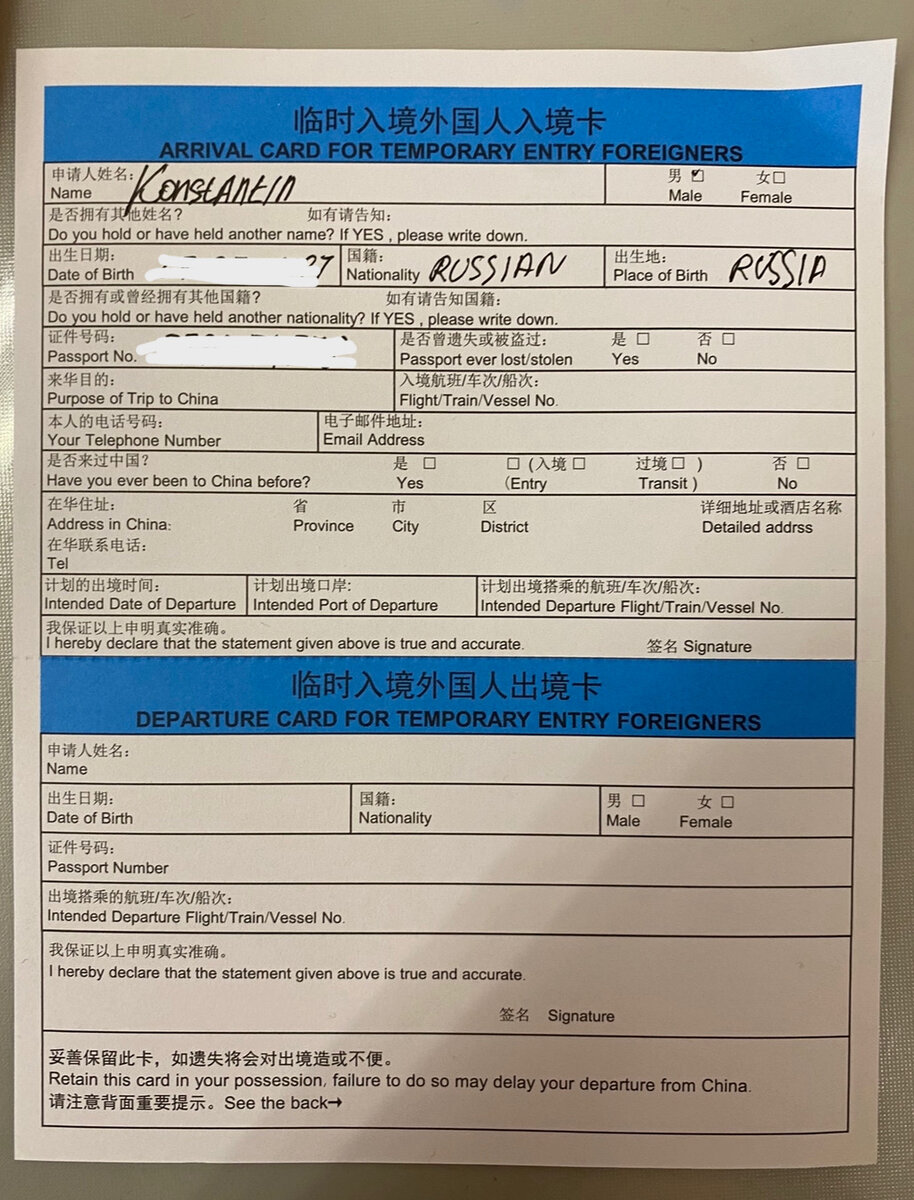 临时入境外国人入境卡
ARRIVAL CARD FOR TEMPORARY ENTRY FOREIGNERS
申请人姓名: Konstantin 男 女
Name Male Female
是否拥有其他姓名? 如有请告知:
Do you hold or have held another name? If YES , please write down.
出生日期: 国籍: 出生地:
Date of Birth Nationality RUSSIAN Place of Birth RUSSIA
是否拥有或曾经拥有其他国籍? 如有请告知国籍:
Do you hold or have held another nationality? If YES , please write down.
证件号码: 是否曾遗失或被盗过: 是 否
Passport No. Passport ever lost/stolen Yes No
来华目的: 入境航班/车次/船次:
Purpose of Trip to China Flight/Train/Vessel No.
本人的电话号码: 电子邮件地址:
Your Telephone Number Email Address
是否来过中国? 是 (入境 过境 ) 否
Have you ever been to China before? Yes (Entry Transit ) No
在华住址: 省 市 区 详细地址或酒店名称
Address in China: Province City District Detailed addrss
在华联系电话:
Tel
计划的出境时间: 计划出境口岸: 计划出境搭乘的航班/车次/船次:
Intended Date of Departure Intended Port of Departure Intended Departure Flight/Train/Vessel No.
我保证以上申明真实准确。
I hereby declare that the statement given above is true and accurate. 签名 Signature
临时入境外国人出境卡
DEPARTURE CARD FOR TEMPORARY ENTRY FOREIGNERS
申请人姓名:
Name
出生日期: 国籍: 男 女
Date of Birth Nationality Male Female
证件号码:
Passport Number
出境搭乘的航班/车次/船次:
Intended Departure Flight/Train/Vessel No.
我保证以上申明真实准确。
I hereby declare that the statement given above is true and accurate.
签名 Signature
妥善保留此卡，如遗失将会对出境造或不便。
Retain this card in your possession, failure to do so may delay your departure from China.
请注意背面重要提示。See the back→